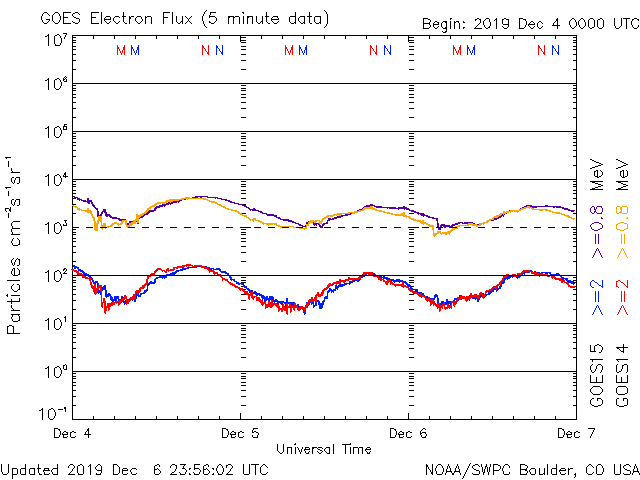 GOES Electron Flux (5 minute data)
Begin: 2019 Dec 4 0000 UTC
M M N N M M N N M M N N
10⁷
10⁶
10⁵
10⁴
10³
10²
10¹
10⁰
10⁻¹
Particles cm⁻²s⁻¹sr⁻¹
Dec 4 Dec 5 Dec 6 Dec 7
Universal Time
GOES15 >=2 >=0.8 MeV
GOES14 >=2 >=0.8 MeV
Updated 2019 Dec 6 23:56:02 UTC
NOAA/SWPC Boulder, CO USA